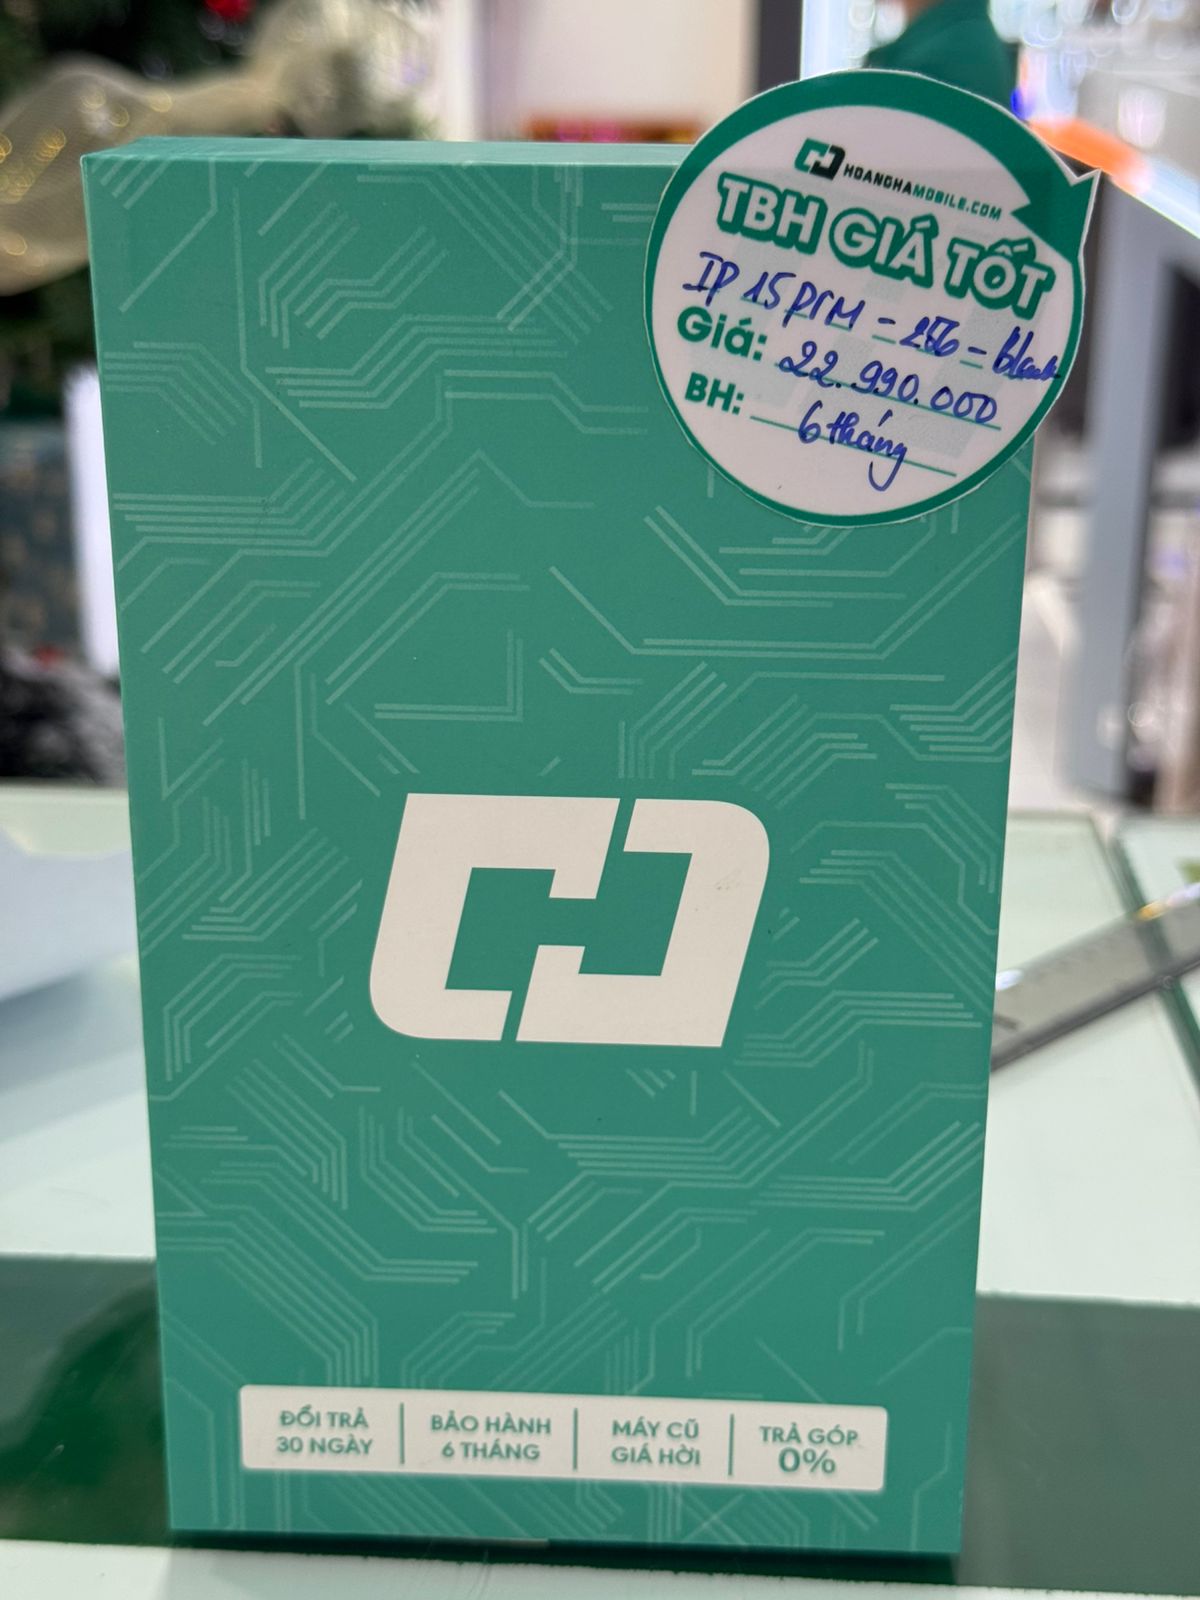 HOANGHAMOBILE.COM
TBH GIÁ TỐT
IP 15 PrM - 256 - black
Giá: 22.990.000
BH: 6 tháng
ĐỔI TRẢ
30 NGÀY
BẢO HÀNH
6 THÁNG
MÁY CŨ
GIÁ HỜI
TRẢ GÓP
0%